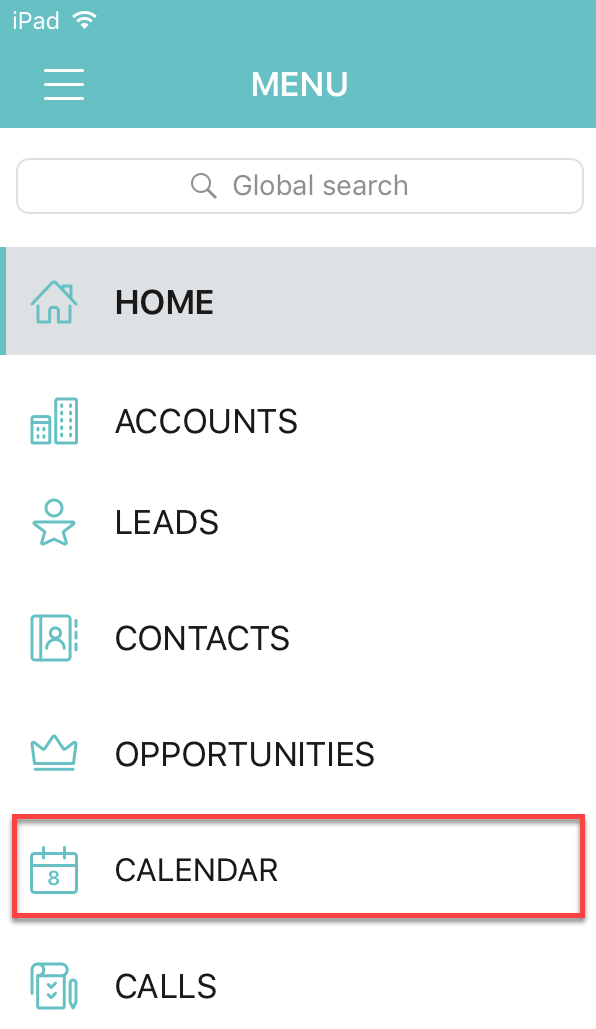 iPad
MENU
Global search
HOME
ACCOUNTS
LEADS
CONTACTS
OPPORTUNITIES
8
CALENDAR
CALLS